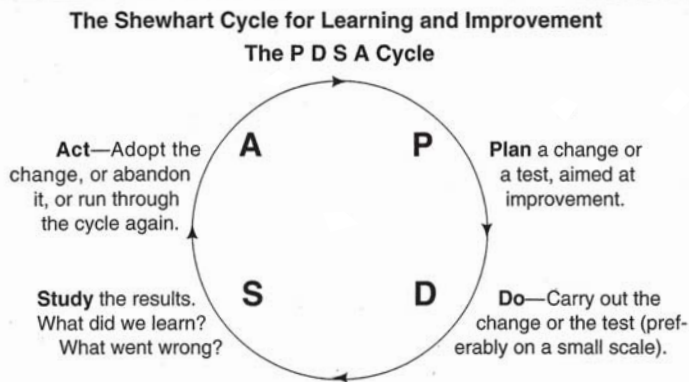 The Shewhart Cycle for Learning and Improvement
The P D S A Cycle
A
P
Act—Adopt the
change, or abandon
it, or run through
the cycle again.
Plan a change or
a test, aimed at
improvement.
S
D
Study the results.
What did we learn?
What went wrong?
Do—Carry out the
change or the test (pref-
erably on a small scale).